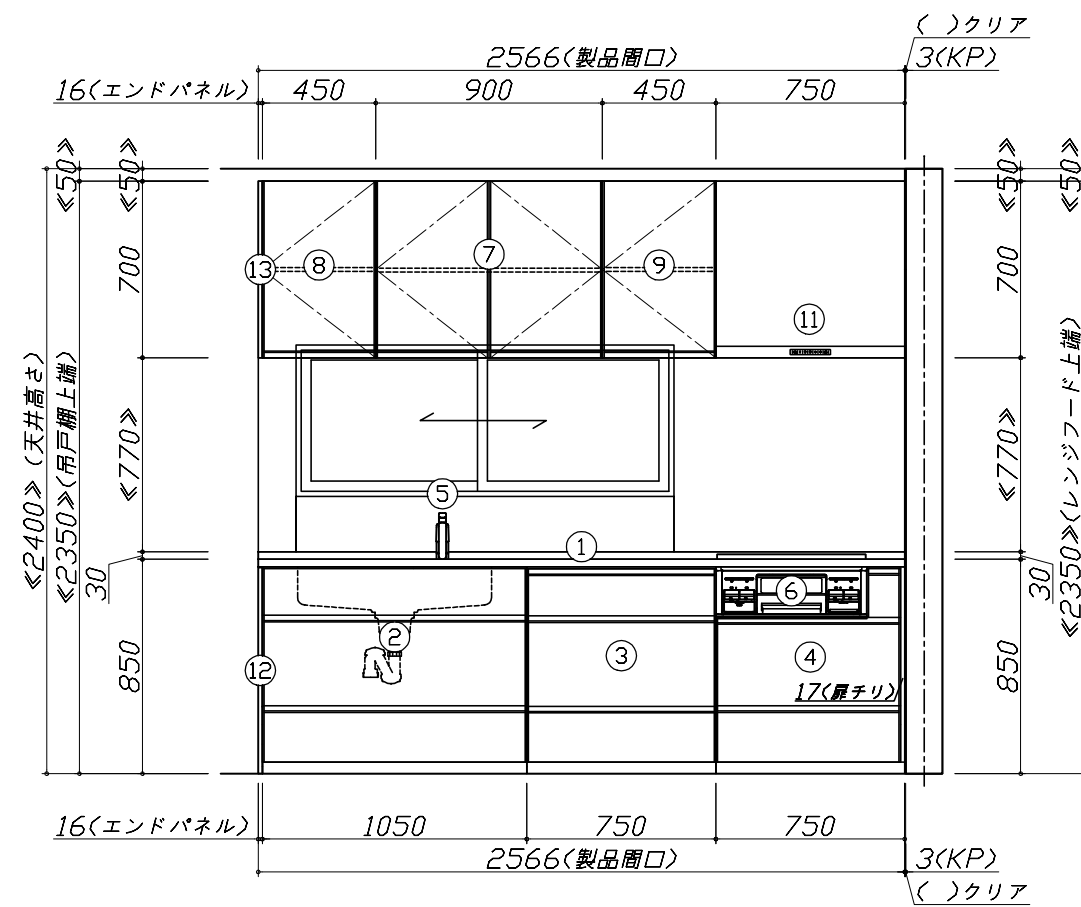 ( )クリア
2566(製品間口)
3(KP)
16(エンドパネル)
450
900
450
750
≪50≫
≪50≫
≪50≫
≪50≫
700
700
13
8
7
9
11
≪2400≫(天井高さ)
≪2350≫(吊戸棚上端)
≪770≫
≪770≫
≪2350≫(レンジフード上端)
5
1
30
30
6
2
3
4
12
17(扉チリ)
850
850
16(エンドパネル)
1050
750
750
2566(製品間口)
3(KP)
( )クリア